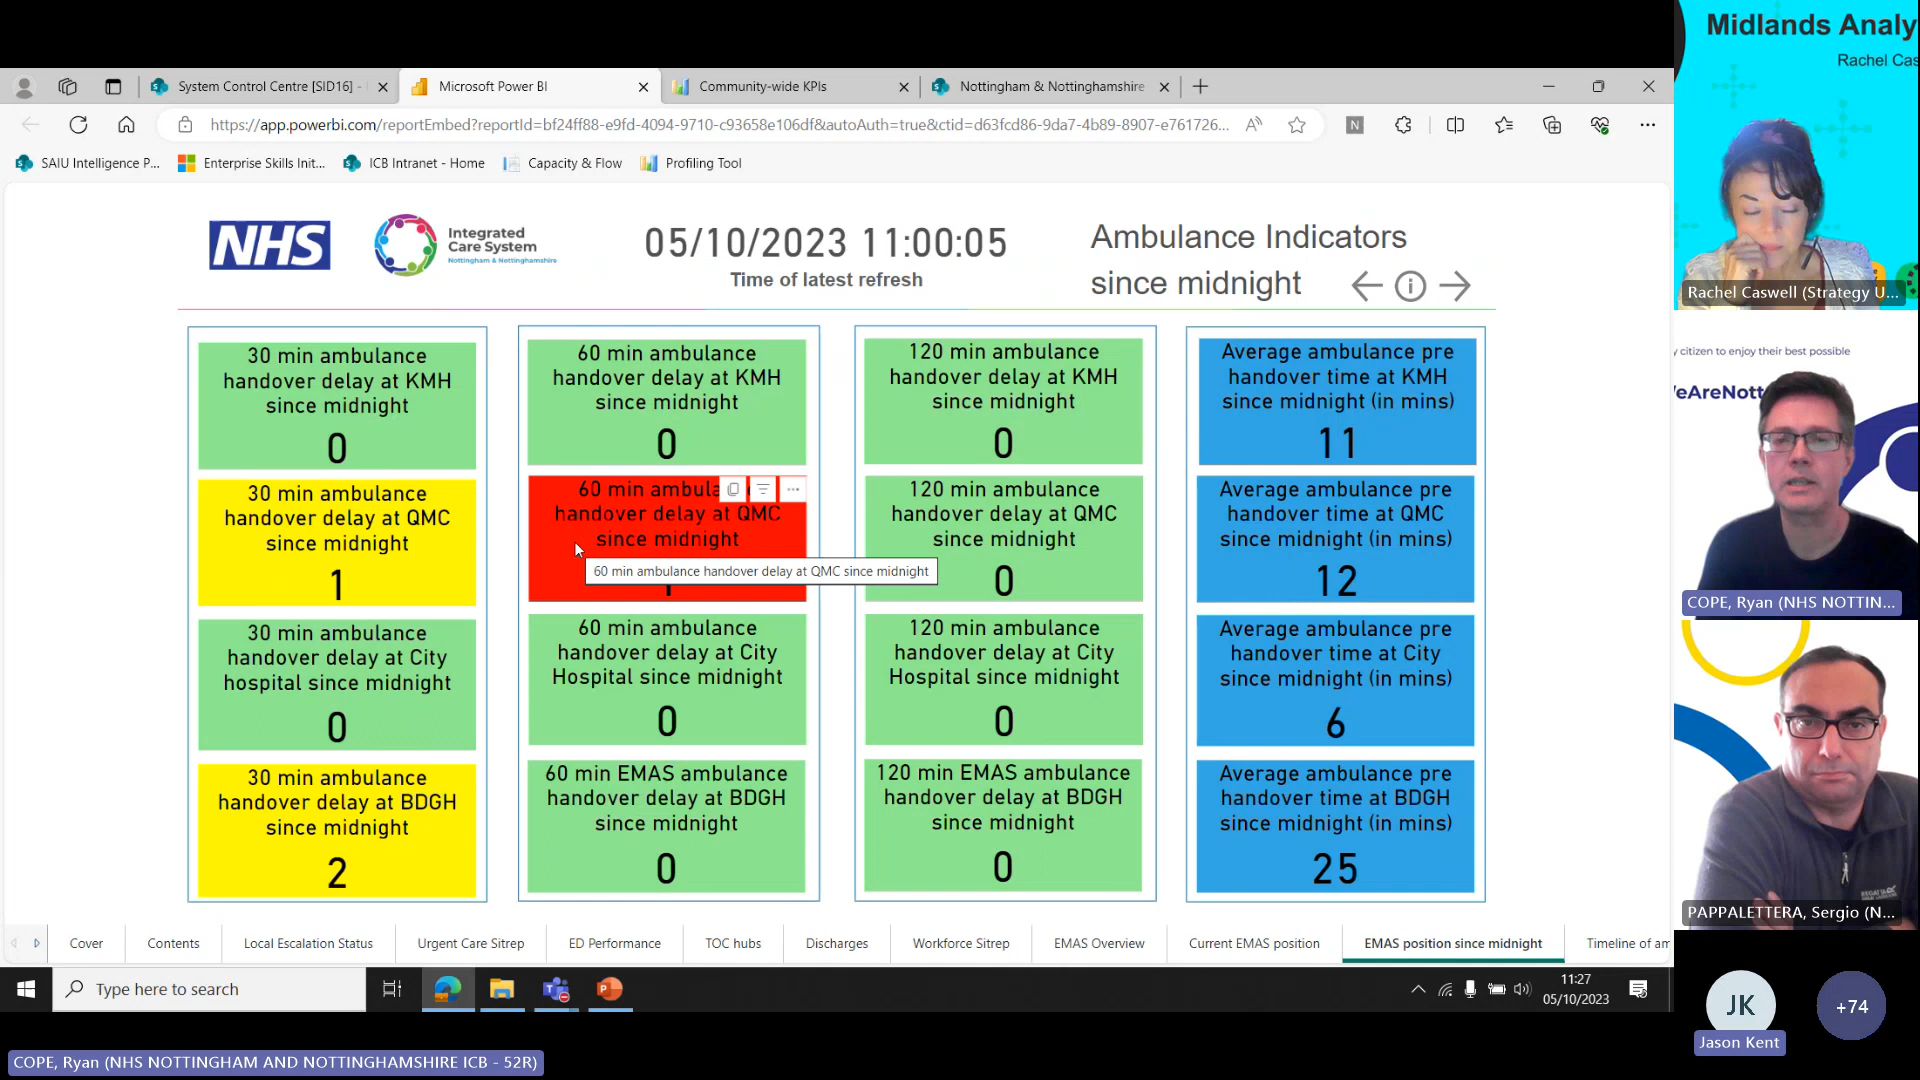 System Control Centre [SID16] -
Microsoft Power BI
Community-wide KPIs
Nottingham & Nottinghamshire
https://app.powerbi.com/reportEmbed?reportId=bf24ff88-e9fd-4094-9710-c93658e106df&autoAuth=true&ctid=d63fcd86-9da7-4b89-8907-e761726...
N
SAIU Intelligence P...
Enterprise Skills Init...
ICB Intranet - Home
Capacity & Flow
Profiling Tool
NHS
Integrated
Care System
Nottingham & Nottinghamshire
05/10/2023 11:00:05
Time of latest refresh
Ambulance Indicators
since midnight
30 min ambulance
handover delay at KMH
since midnight
0
60 min ambulance
handover delay at KMH
since midnight
0
120 min ambulance
handover delay at KMH
since midnight
0
Average ambulance pre
handover time at KMH
since midnight (in mins)
11
30 min ambulance
handover delay at QMC
since midnight
1
60 min ambula
handover delay at QMC
since midnight
60 min ambulance handover delay at QMC since midnight
120 min ambulance
handover delay at QMC
since midnight
0
Average ambulance pre
handover time at QMC
since midnight (in mins)
12
30 min ambulance
handover delay at City
hospital since midnight
0
60 min ambulance
handover delay at City
Hospital since midnight
0
120 min ambulance
handover delay at City
Hospital since midnight
0
Average ambulance pre
handover time at City
since midnight (in mins)
6
30 min ambulance
handover delay at BDGH
since midnight
2
60 min EMAS ambulance
handover delay at BDGH
since midnight
0
120 min EMAS ambulance
handover delay at BDGH
since midnight
0
Average ambulance pre
handover time at BDGH
since midnight (in mins)
25
Cover
Contents
Local Escalation Status
Urgent Care Sitrep
ED Performance
TOC hubs
Discharges
Workforce Sitrep
EMAS Overview
Current EMAS position
EMAS position since midnight
Timeline of am
Type here to search
11:27
05/10/2023
COPE, Ryan (NHS NOTTINGHAM AND NOTTINGHAMSHIRE ICB - 52R)
Midlands Analy
Rachel Cas
Rachel Caswell (Strategy U...
y citizen to enjoy their best possible
eAreNott
COPE, Ryan (NHS NOTTIN...
REGATTA
PAPPALETTERA, Sergio (N...
JK
Jason Kent
+74